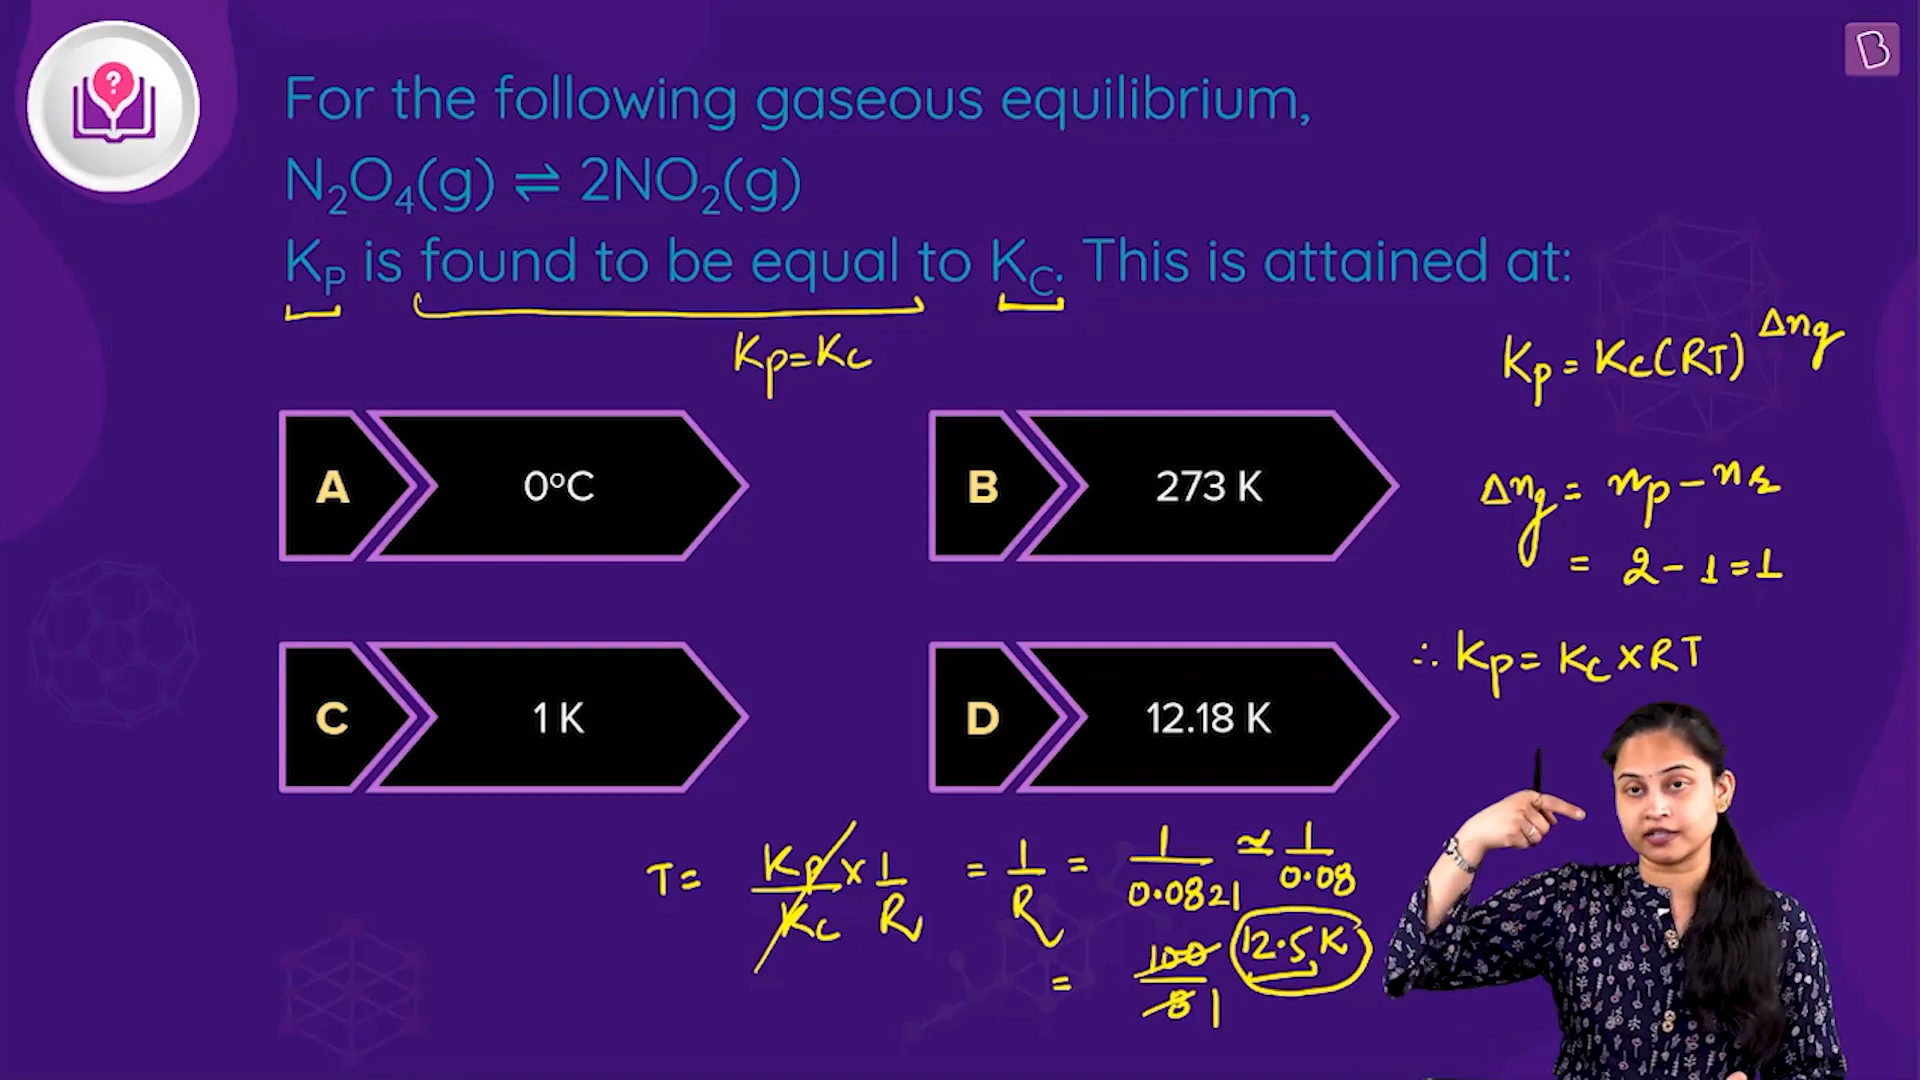 For the following gaseous equilibrium,
N₂O₄(g) ⇌ 2NO₂(g)
K_P is found to be equal to K_C. This is attained at:
Kp=Kc
Kp = Kc(RT)^Δng
A 0°C
B 273 K
Δng = np-nr
= 2-1=1
∴ Kp = Kc×RT
C 1 K
D 12.18 K
T = Kp/Kc × 1/R = 1/R = 1/0.0821 ≃ 1/0.08
= 100/8 | 12.5 K
B